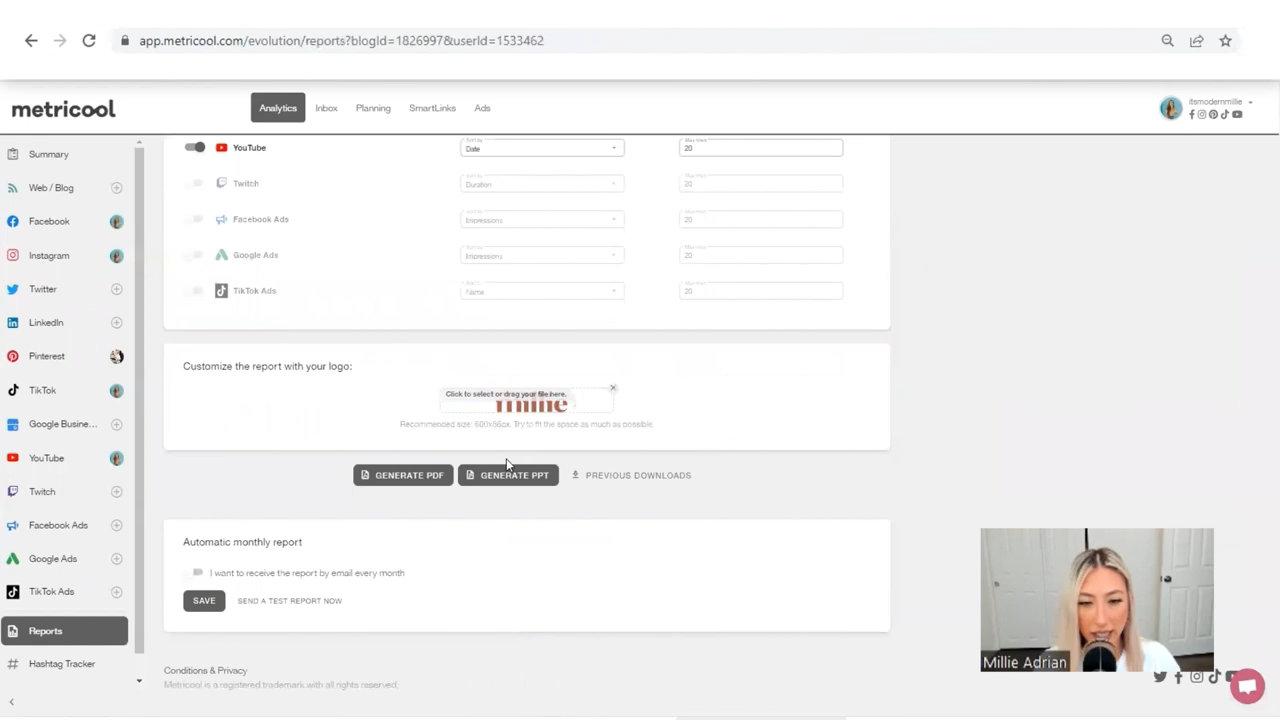 app.metricool.com/evolution/reports?blogId=1826997&userId=1533462
metricool
Analytics
Inbox
Planning
SmartLinks
Ads
itsmodernmillie
Summary
Web / Blog
Facebook
Instagram
Twitter
LinkedIn
Pinterest
TikTok
Google Busine...
YouTube
Twitch
Facebook Ads
Google Ads
TikTok Ads
Reports
Hashtag Tracker
YouTube
Date
20
Twitch
Duration
20
Facebook Ads
Impressions
20
Google Ads
Impressions
20
TikTok Ads
Name
20
Customize the report with your logo:
Click to select or drag your file here.
Recommended size: 600x86px. Try to fit the space as much as possible.
GENERATE PDF
GENERATE PPT
PREVIOUS DOWNLOADS
Automatic monthly report
I want to receive the report by email every month
SAVE
SEND A TEST REPORT NOW
Conditions & Privacy
Metricool is a registered trademark with all rights reserved.
Millie Adrian